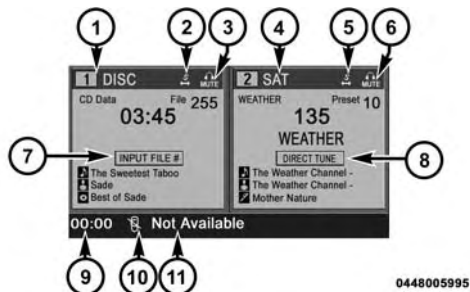 1 2 3 4 5 6
1 DISC S MUTE
CD Data File 255
03:45
INPUT FILE #
The Sweetest Taboo
Sade
Best of Sade
2 SAT S MUTE
WEATHER Preset 10
135
WEATHER
DIRECT TUNE
The Weather Channel -
The Weather Channel -
Mother Nature
7 8
00:00 Not Available
9 10 11
0448005995